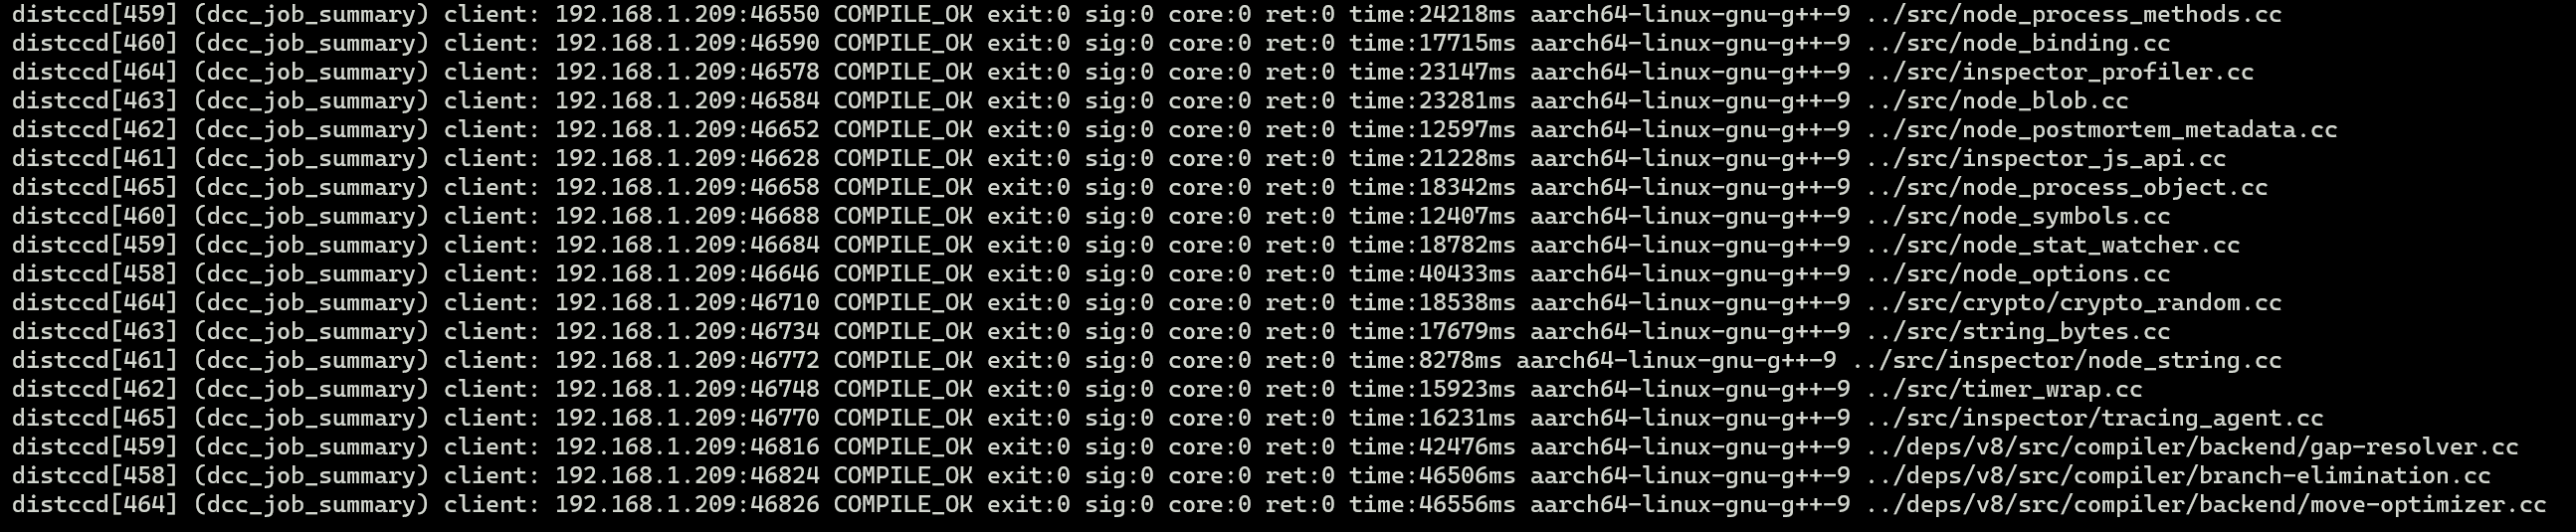 distccd[459] (dcc_job_summary) client: 192.168.1.209:46550 COMPILE_OK exit:0 sig:0 core:0 ret:0 time:24218ms aarch64-linux-gnu-g++-9 ../src/node_process_methods.cc
distccd[460] (dcc_job_summary) client: 192.168.1.209:46590 COMPILE_OK exit:0 sig:0 core:0 ret:0 time:17715ms aarch64-linux-gnu-g++-9 ../src/node_binding.cc
distccd[464] (dcc_job_summary) client: 192.168.1.209:46578 COMPILE_OK exit:0 sig:0 core:0 ret:0 time:23147ms aarch64-linux-gnu-g++-9 ../src/inspector_profiler.cc
distccd[463] (dcc_job_summary) client: 192.168.1.209:46584 COMPILE_OK exit:0 sig:0 core:0 ret:0 time:23281ms aarch64-linux-gnu-g++-9 ../src/node_blob.cc
distccd[462] (dcc_job_summary) client: 192.168.1.209:46652 COMPILE_OK exit:0 sig:0 core:0 ret:0 time:12597ms aarch64-linux-gnu-g++-9 ../src/node_postmortem_metadata.cc
distccd[461] (dcc_job_summary) client: 192.168.1.209:46628 COMPILE_OK exit:0 sig:0 core:0 ret:0 time:21228ms aarch64-linux-gnu-g++-9 ../src/inspector_js_api.cc
distccd[465] (dcc_job_summary) client: 192.168.1.209:46658 COMPILE_OK exit:0 sig:0 core:0 ret:0 time:18342ms aarch64-linux-gnu-g++-9 ../src/node_process_object.cc
distccd[460] (dcc_job_summary) client: 192.168.1.209:46688 COMPILE_OK exit:0 sig:0 core:0 ret:0 time:12407ms aarch64-linux-gnu-g++-9 ../src/node_symbols.cc
distccd[459] (dcc_job_summary) client: 192.168.1.209:46684 COMPILE_OK exit:0 sig:0 core:0 ret:0 time:18782ms aarch64-linux-gnu-g++-9 ../src/node_stat_watcher.cc
distccd[458] (dcc_job_summary) client: 192.168.1.209:46646 COMPILE_OK exit:0 sig:0 core:0 ret:0 time:40433ms aarch64-linux-gnu-g++-9 ../src/node_options.cc
distccd[464] (dcc_job_summary) client: 192.168.1.209:46710 COMPILE_OK exit:0 sig:0 core:0 ret:0 time:18538ms aarch64-linux-gnu-g++-9 ../src/crypto/crypto_random.cc
distccd[463] (dcc_job_summary) client: 192.168.1.209:46734 COMPILE_OK exit:0 sig:0 core:0 ret:0 time:17679ms aarch64-linux-gnu-g++-9 ../src/string_bytes.cc
distccd[461] (dcc_job_summary) client: 192.168.1.209:46772 COMPILE_OK exit:0 sig:0 core:0 ret:0 time:8278ms aarch64-linux-gnu-g++-9 ../src/inspector/node_string.cc
distccd[462] (dcc_job_summary) client: 192.168.1.209:46748 COMPILE_OK exit:0 sig:0 core:0 ret:0 time:15923ms aarch64-linux-gnu-g++-9 ../src/timer_wrap.cc
distccd[465] (dcc_job_summary) client: 192.168.1.209:46770 COMPILE_OK exit:0 sig:0 core:0 ret:0 time:16231ms aarch64-linux-gnu-g++-9 ../src/inspector/tracing_agent.cc
distccd[459] (dcc_job_summary) client: 192.168.1.209:46816 COMPILE_OK exit:0 sig:0 core:0 ret:0 time:42476ms aarch64-linux-gnu-g++-9 ../deps/v8/src/compiler/backend/gap-resolver.cc
distccd[458] (dcc_job_summary) client: 192.168.1.209:46824 COMPILE_OK exit:0 sig:0 core:0 ret:0 time:46506ms aarch64-linux-gnu-g++-9 ../deps/v8/src/compiler/branch-elimination.cc
distccd[464] (dcc_job_summary) client: 192.168.1.209:46826 COMPILE_OK exit:0 sig:0 core:0 ret:0 time:46556ms aarch64-linux-gnu-g++-9 ../deps/v8/src/compiler/backend/move-optimizer.cc